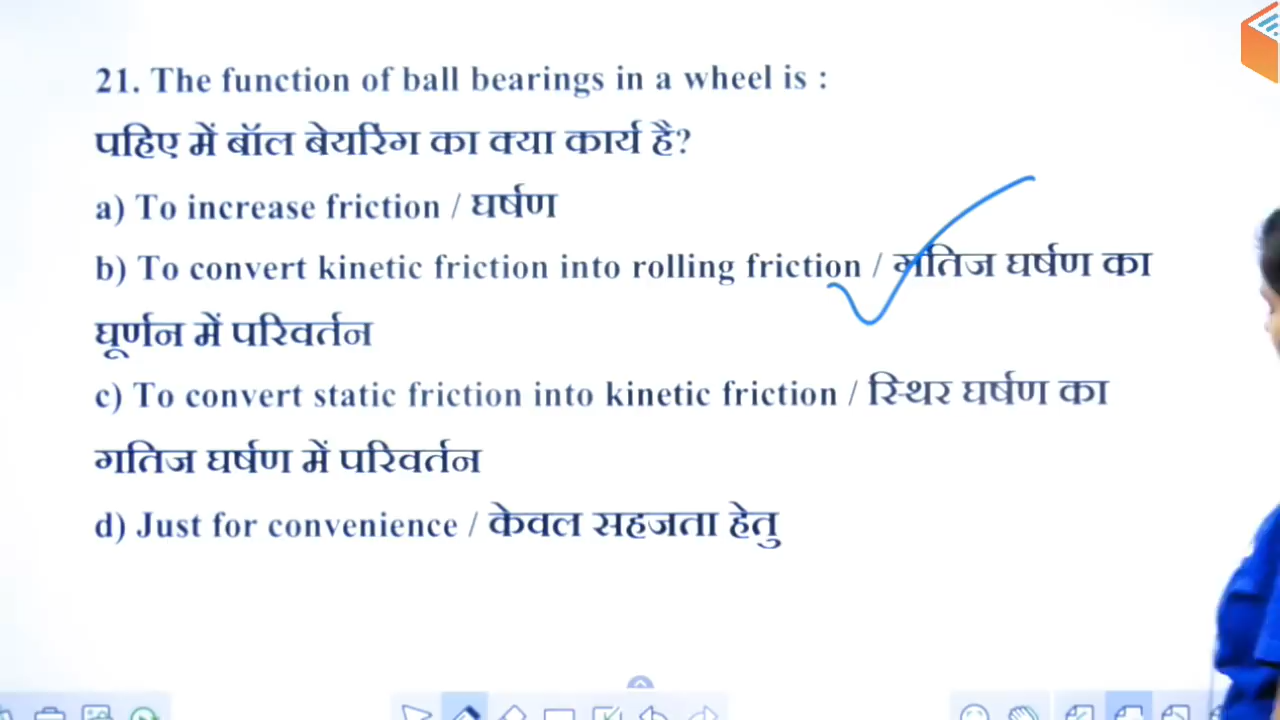 21. The function of ball bearings in a wheel is :
पहिए में बॉल बेयरिंग का क्या कार्य है?
a) To increase friction / घर्षण
b) To convert kinetic friction into rolling friction / गतिज घर्षण का
घूर्णन में परिवर्तन
c) To convert static friction into kinetic friction / स्थिर घर्षण का
गतिज घर्षण में परिवर्तन
d) Just for convenience / केवल सहजता हेतु